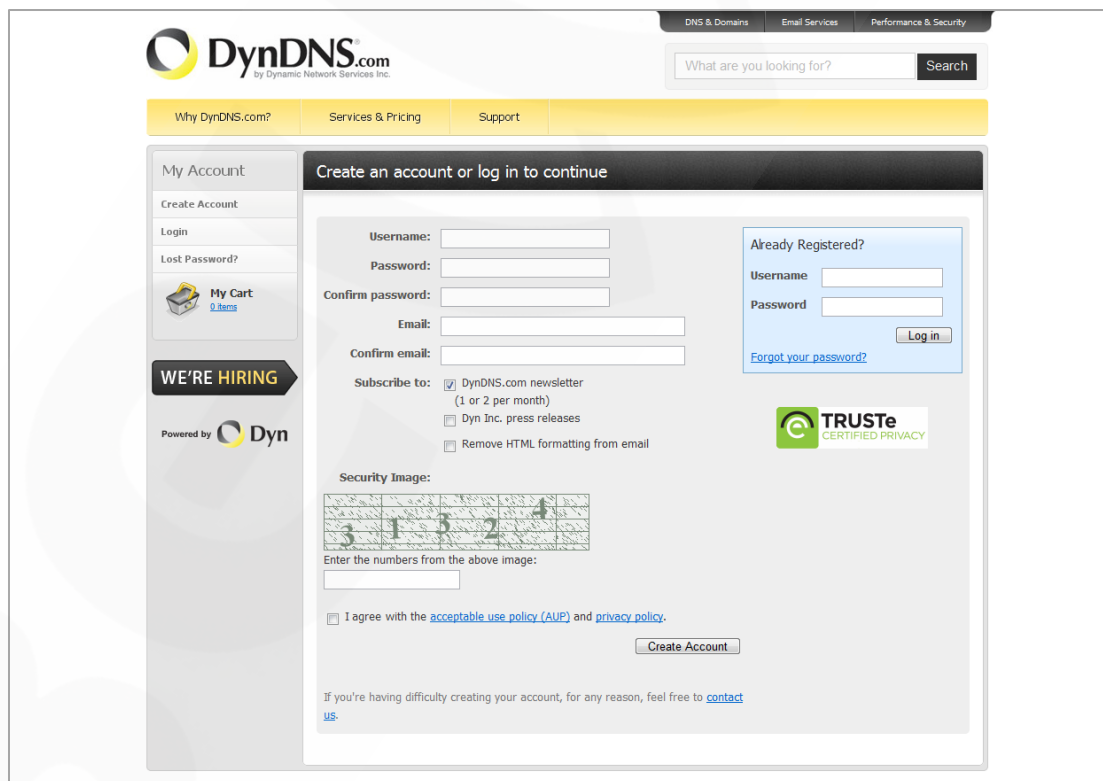 DNS & Domains
Email Services
Performance & Security
DynDNS.com
by Dynamic Network Services Inc.
What are you looking for?
Search
Why DynDNS.com?
Services & Pricing
Support
My Account
Create Account
Login
Lost Password?
My Cart
0 items
WE'RE HIRING
Powered by Dyn
Create an account or log in to continue
Username:
Password:
Confirm password:
Email:
Confirm email:
Subscribe to:
DynDNS.com newsletter
(1 or 2 per month)
Dyn Inc. press releases
Remove HTML formatting from email
Security Image:
3 1 3 2 4
Enter the numbers from the above image:
I agree with the acceptable use policy (AUP) and privacy policy.
Create Account
If you're having difficulty creating your account, for any reason, feel free to contact
us.
Already Registered?
Username
Password
Log in
Forgot your password?
TRUSTe
CERTIFIED PRIVACY